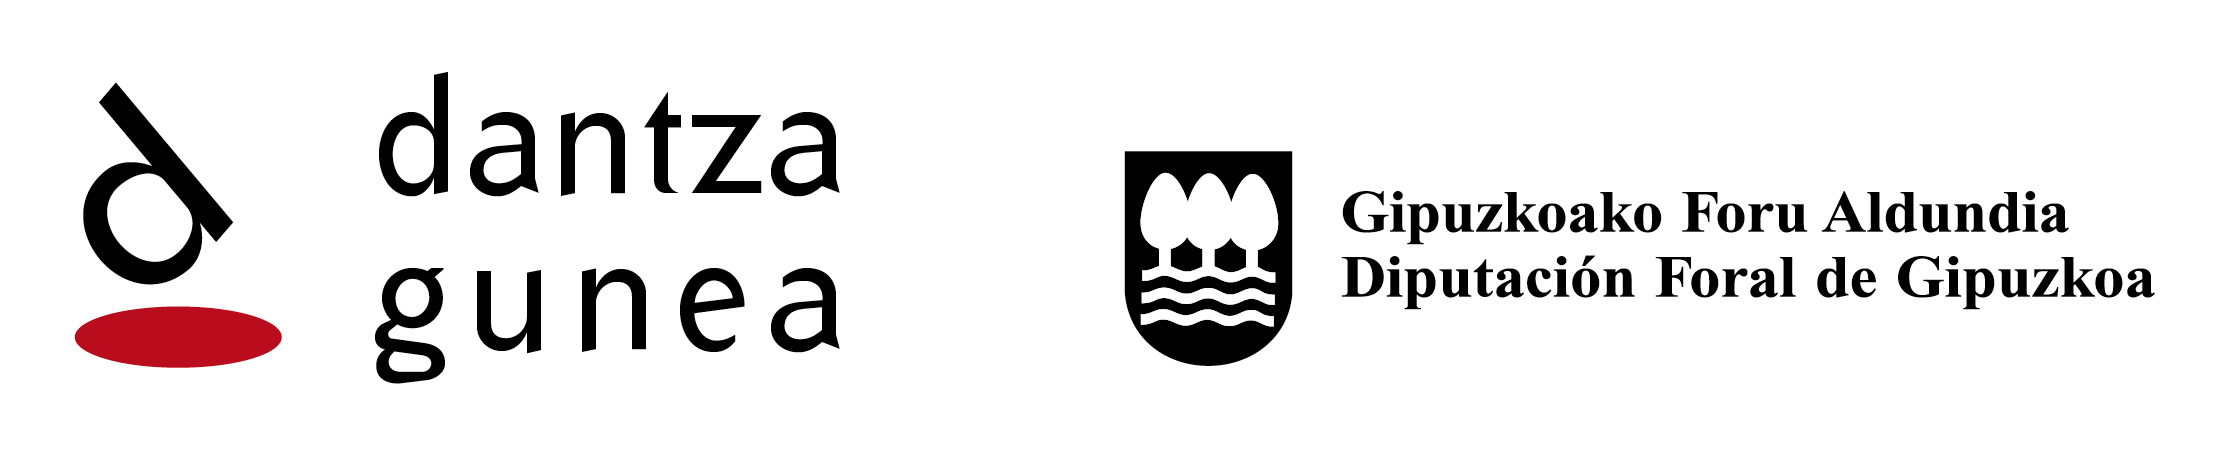 d
dantza
gunea
Gipuzkoako Foru Aldundia
Diputación Foral de Gipuzkoa